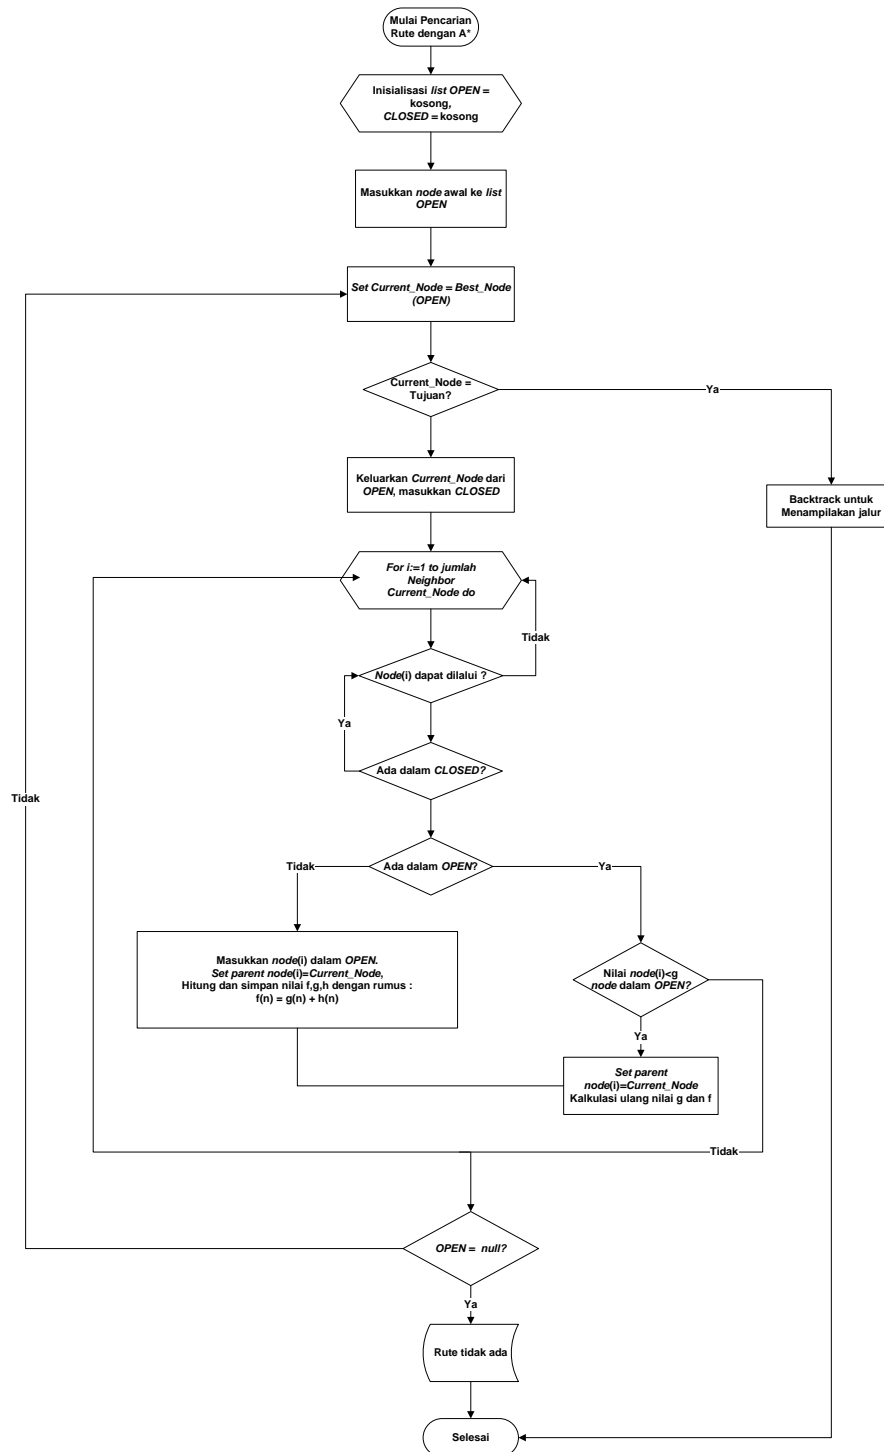 Mulai Pencarian
Rute dengan A*
Inisialisasi list OPEN =
kosong,
CLOSED = kosong
Masukkan node awal ke list
OPEN
Set Current_Node = Best_Node
(OPEN)
Current_Node =
Tujuan?
Ya
Keluarkan Current_Node dari
OPEN, masukkan CLOSED
Backtrack untuk
Menampilakan jalur
For i:=1 to jumlah
Neighbor
Current_Node do
Tidak
Node(i) dapat dilalui ?
Ya
Ada dalam CLOSED?
Tidak
Ada dalam OPEN?
Tidak
Ya
Masukkan node(i) dalam OPEN.
Set parent node(i)=Current_Node,
Hitung dan simpan nilai f,g,h dengan rumus :
f(n) = g(n) + h(n)
Nilai node(i)<g
node dalam OPEN?
Ya
Set parent
node(i)=Current_Node
Kalkulasi ulang nilai g dan f
Tidak
OPEN = null?
Ya
Rute tidak ada
Selesai